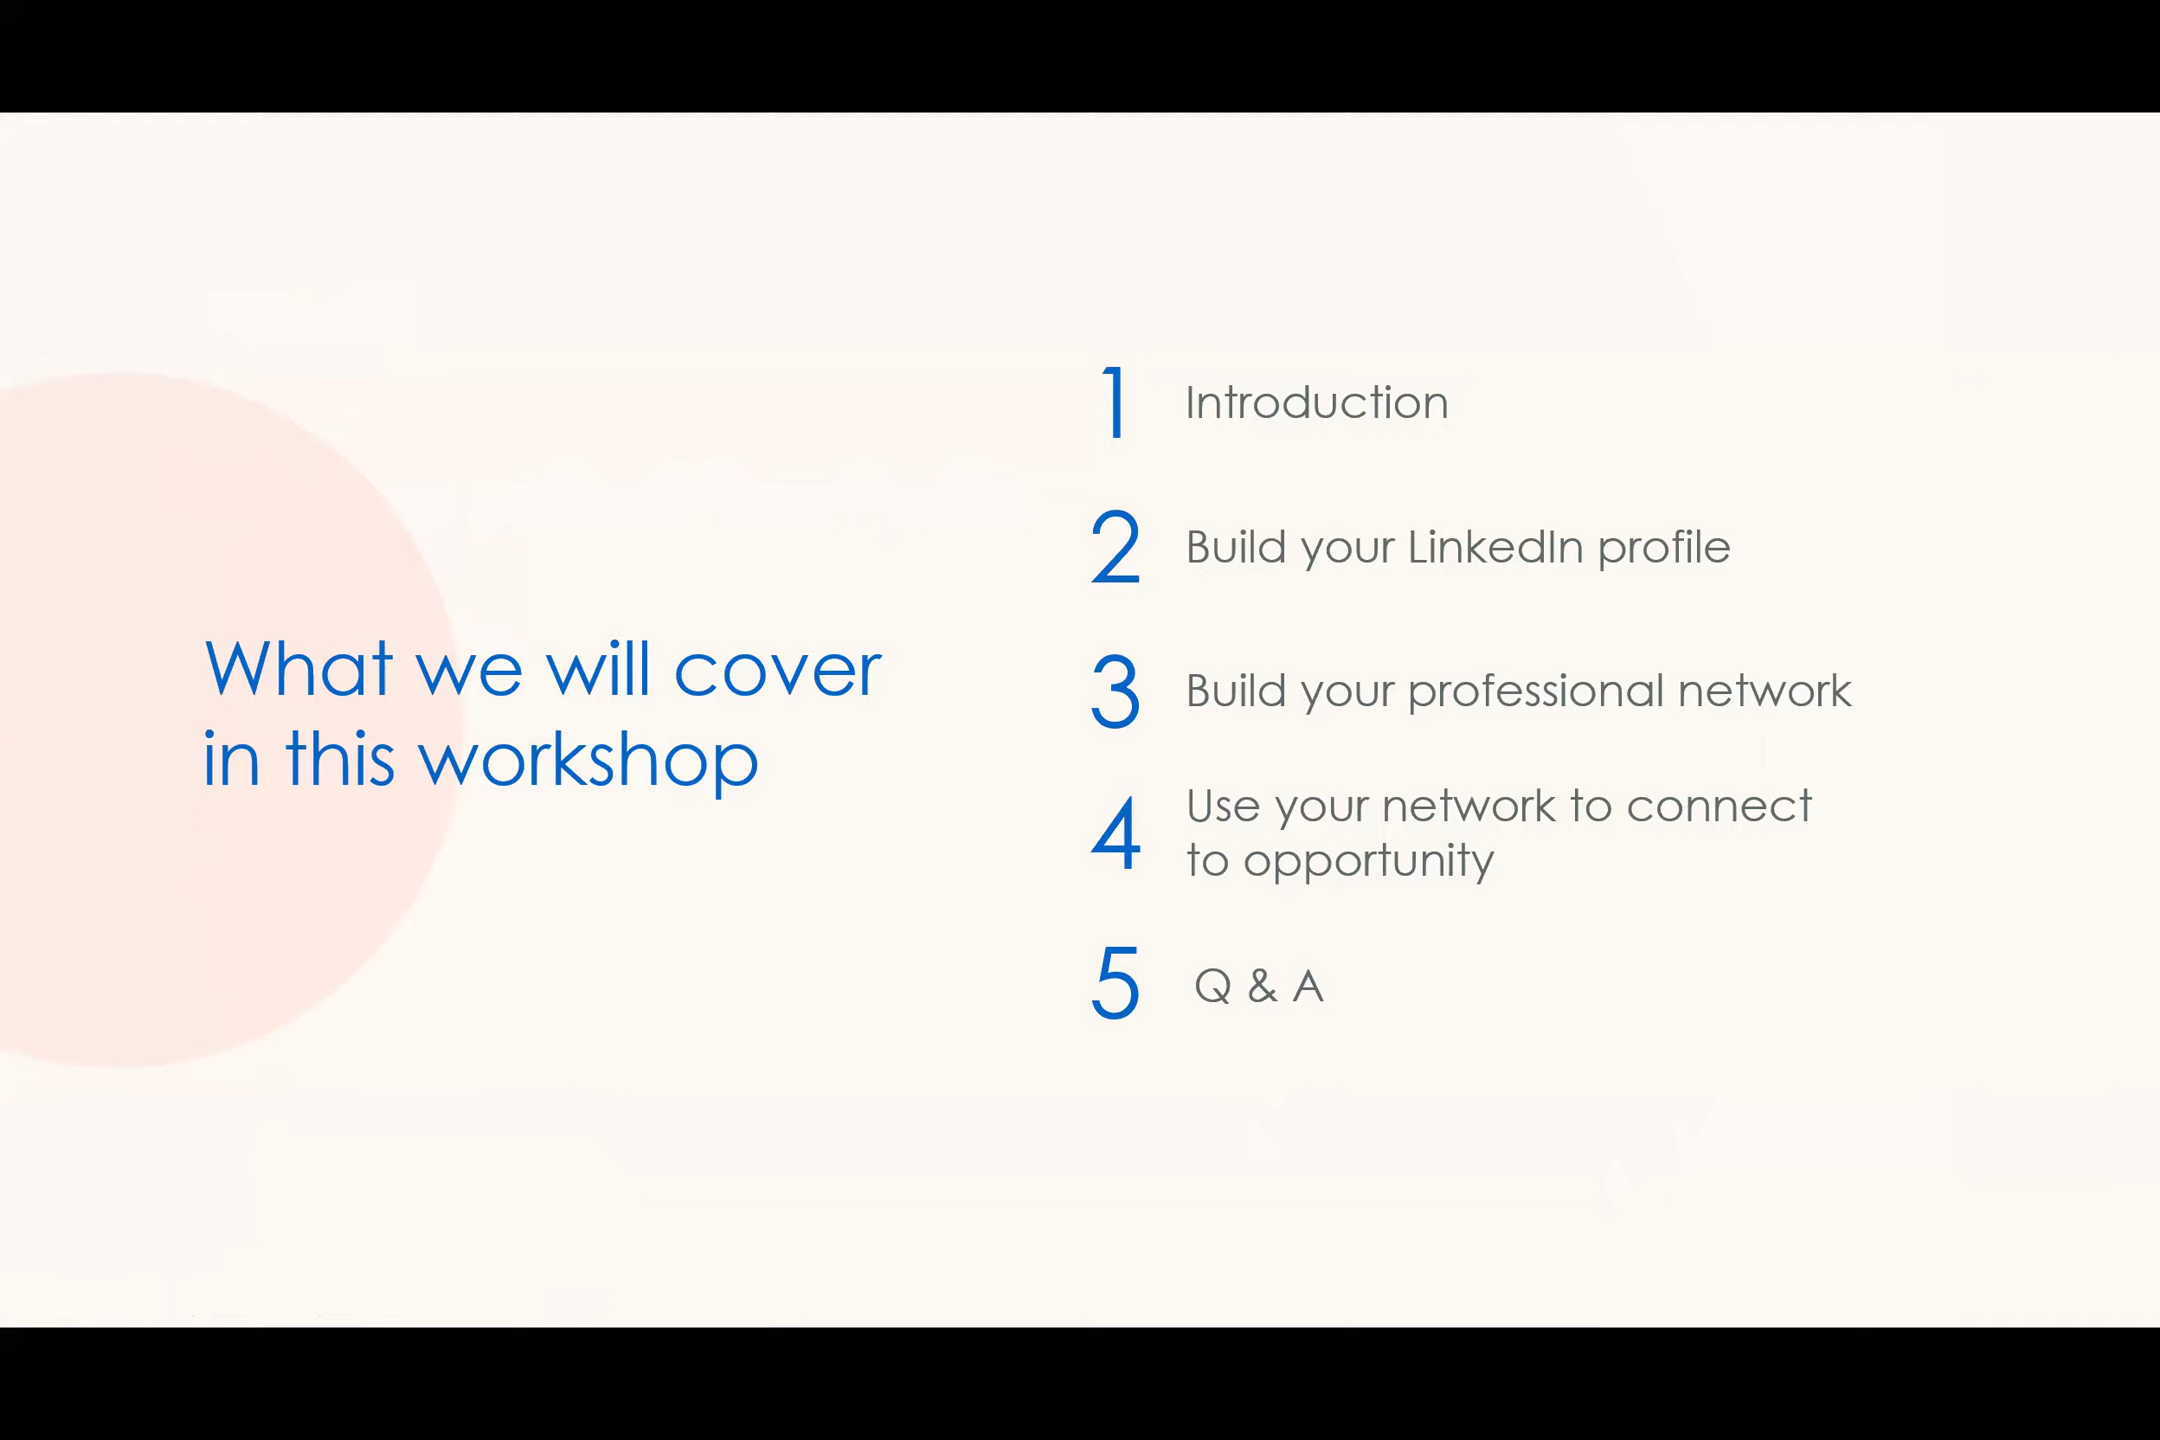 What we will cover
in this workshop
1 Introduction
2 Build your LinkedIn profile
3 Build your professional network
4 Use your network to connect
to opportunity
5 Q & A